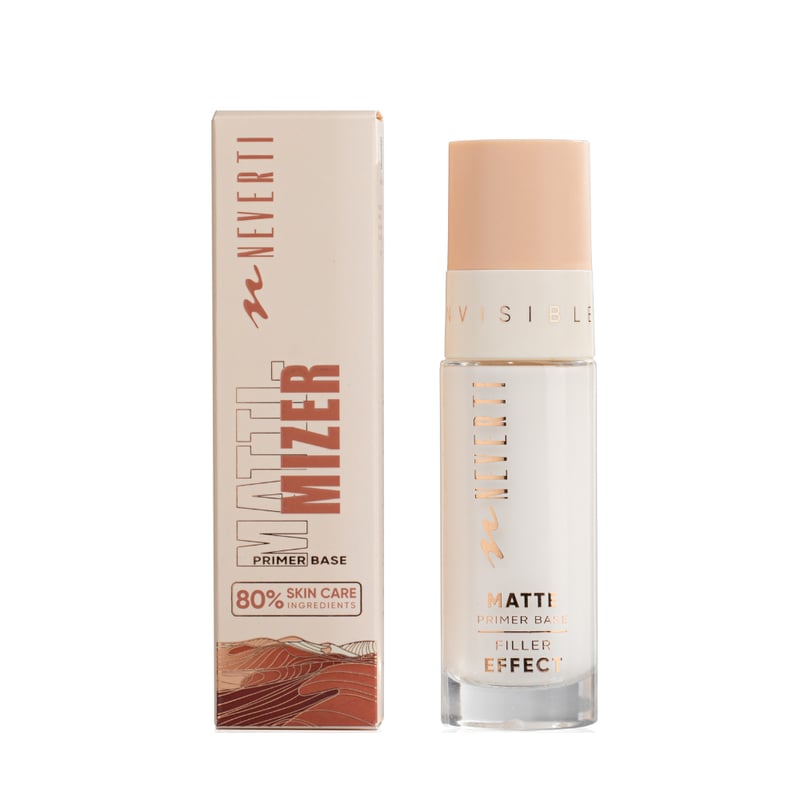 n NEVERTI
MATTI-
MIZER
PRIMER BASE
80% SKIN CARE
INGREDIENTS
NVISIBLE
n NEVERTI
MATTE
PRIMER BASE
FILLER
EFFECT